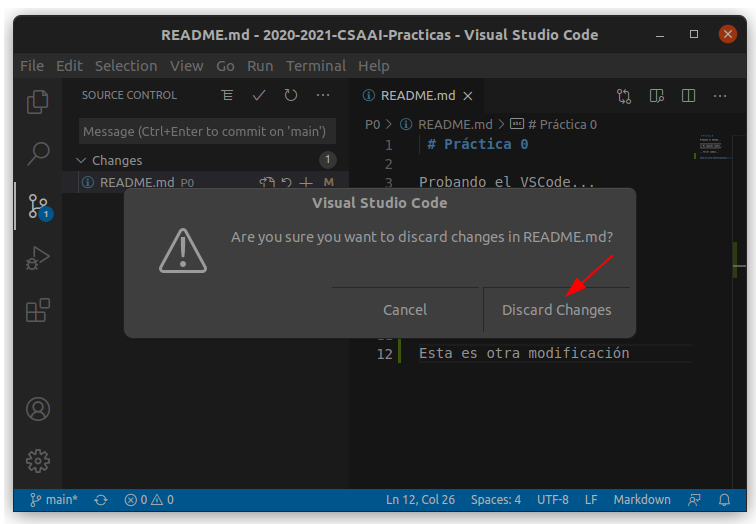 README.md - 2020-2021-CSAAI-Practicas - Visual Studio Code
File Edit Selection View Go Run Terminal Help
SOURCE CONTROL
README.md
Message (Ctrl+Enter to commit on 'main')
P0 > README.md > # Práctica 0
Changes 1
README.md P0 M
1 # Práctica 0
2
3 Probando el VSCode...
Visual Studio Code
Are you sure you want to discard changes in README.md?
Cancel Discard Changes
12 Esta es otra modificación
1
main* 0 0 Ln 12, Col 26 Spaces: 4 UTF-8 LF Markdown